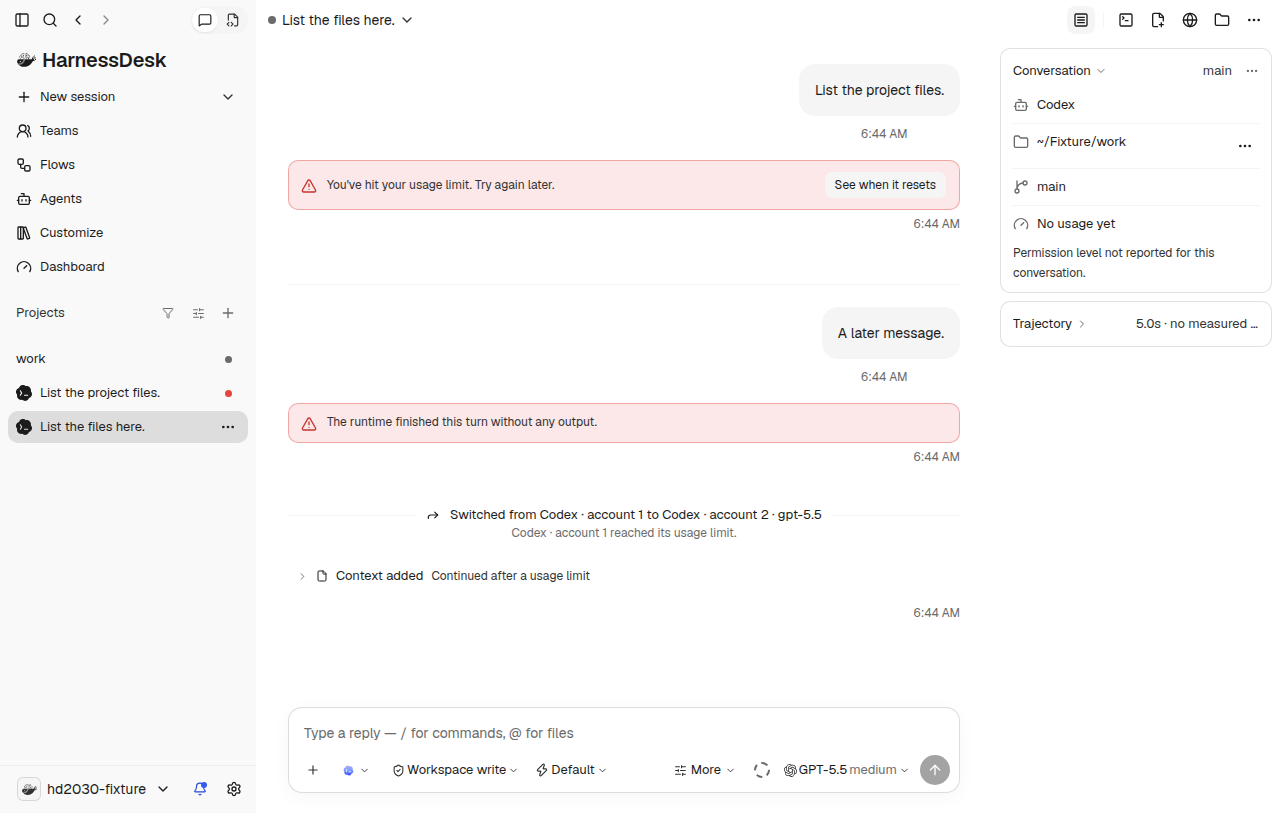 List the files here.
HarnessDesk
New session
Teams
Flows
Agents
Customize
Dashboard
Projects
work
List the project files.
List the files here.
hd2030-fixture
List the project files.
6:44 AM
You've hit your usage limit. Try again later.
See when it resets
6:44 AM
A later message.
6:44 AM
The runtime finished this turn without any output.
6:44 AM
Switched from Codex · account 1 to Codex · account 2 · gpt-5.5
Codex · account 1 reached its usage limit.
Context added Continued after a usage limit
6:44 AM
Type a reply — / for commands, @ for files
Workspace write
Default
More
GPT-5.5 medium
Conversation
main
Codex
~/Fixture/work
main
No usage yet
Permission level not reported for this
conversation.
Trajectory
5.0s · no measured ...